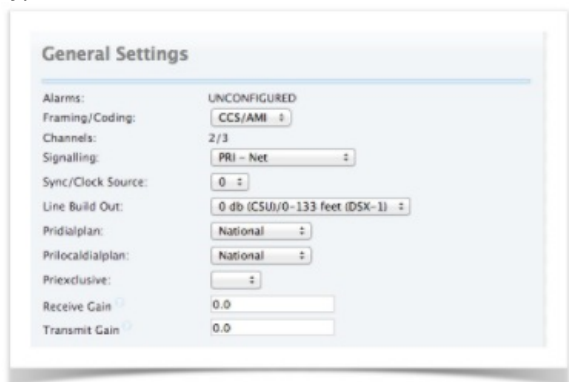 General Settings
Alarms: UNCONFIGURED
Framing/Coding: CCS/AMI
Channels: 2/3
Signalling: PRI - Net
Sync/Clock Source: 0
Line Build Out: 0 db (CSU)/0-133 feet (DSX-1)
Pridialplan: National
Prilocaldialplan: National
Priexclusive:
Receive Gain 0.0
Transmit Gain 0.0